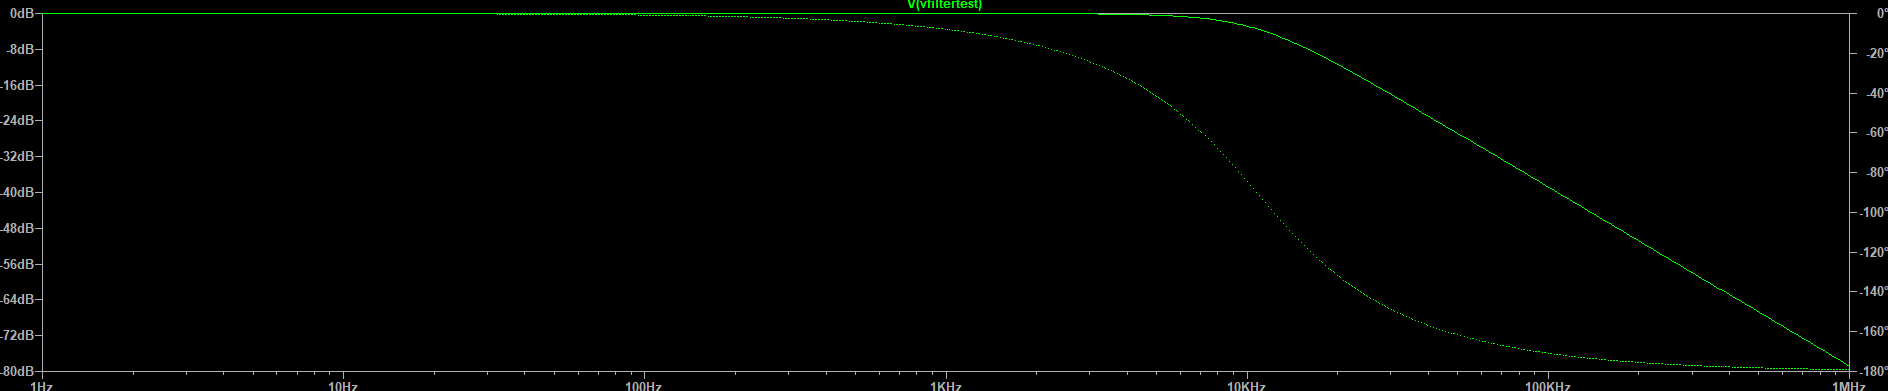 V(vfiltertest)
0dB
-8dB
-16dB
-24dB
-32dB
-40dB
-48dB
-56dB
-64dB
-72dB
-80dB
0°
-20°
-40°
-60°
-80°
-100°
-120°
-140°
-160°
-180°
1Hz 10Hz 100Hz 1KHz 10KHz 100KHz 1MHz